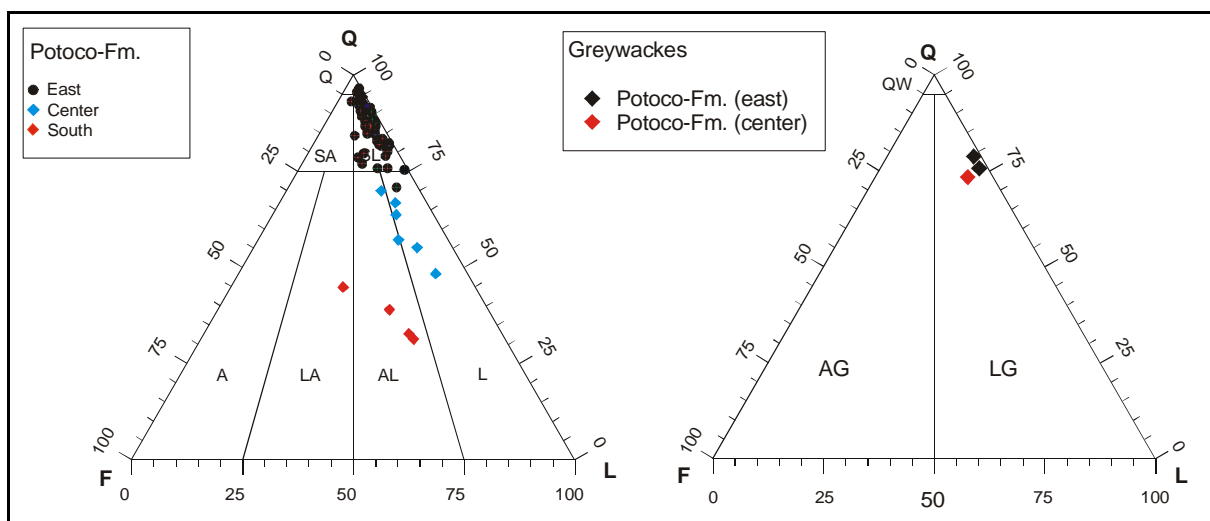 Potoco-Fm.
East
Center
South
Q
0
100
Q
25
SA
SL
75
50
50
75
25
A
LA
AL
L
100
0
F
L
0
25
50
75
100
Greywackes
Potoco-Fm. (east)
Potoco-Fm. (center)
Q
0
100
QW
25
75
50
50
75
25
AG
LG
100
0
F
L
0
25
50
75
100